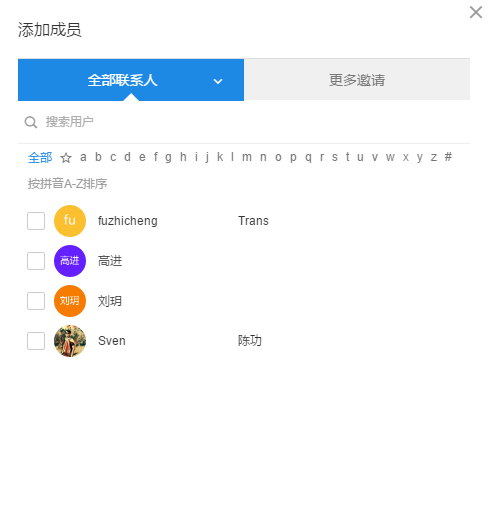 添加成员
全部联系人 更多邀请
搜索用户
全部 ☆ a b c d e f g h i j k l m n o p q r s t u v w x y z #
按拼音A-Z排序
fu fuzhicheng Trans
高进 高进
刘玥 刘玥
Sven 陈功